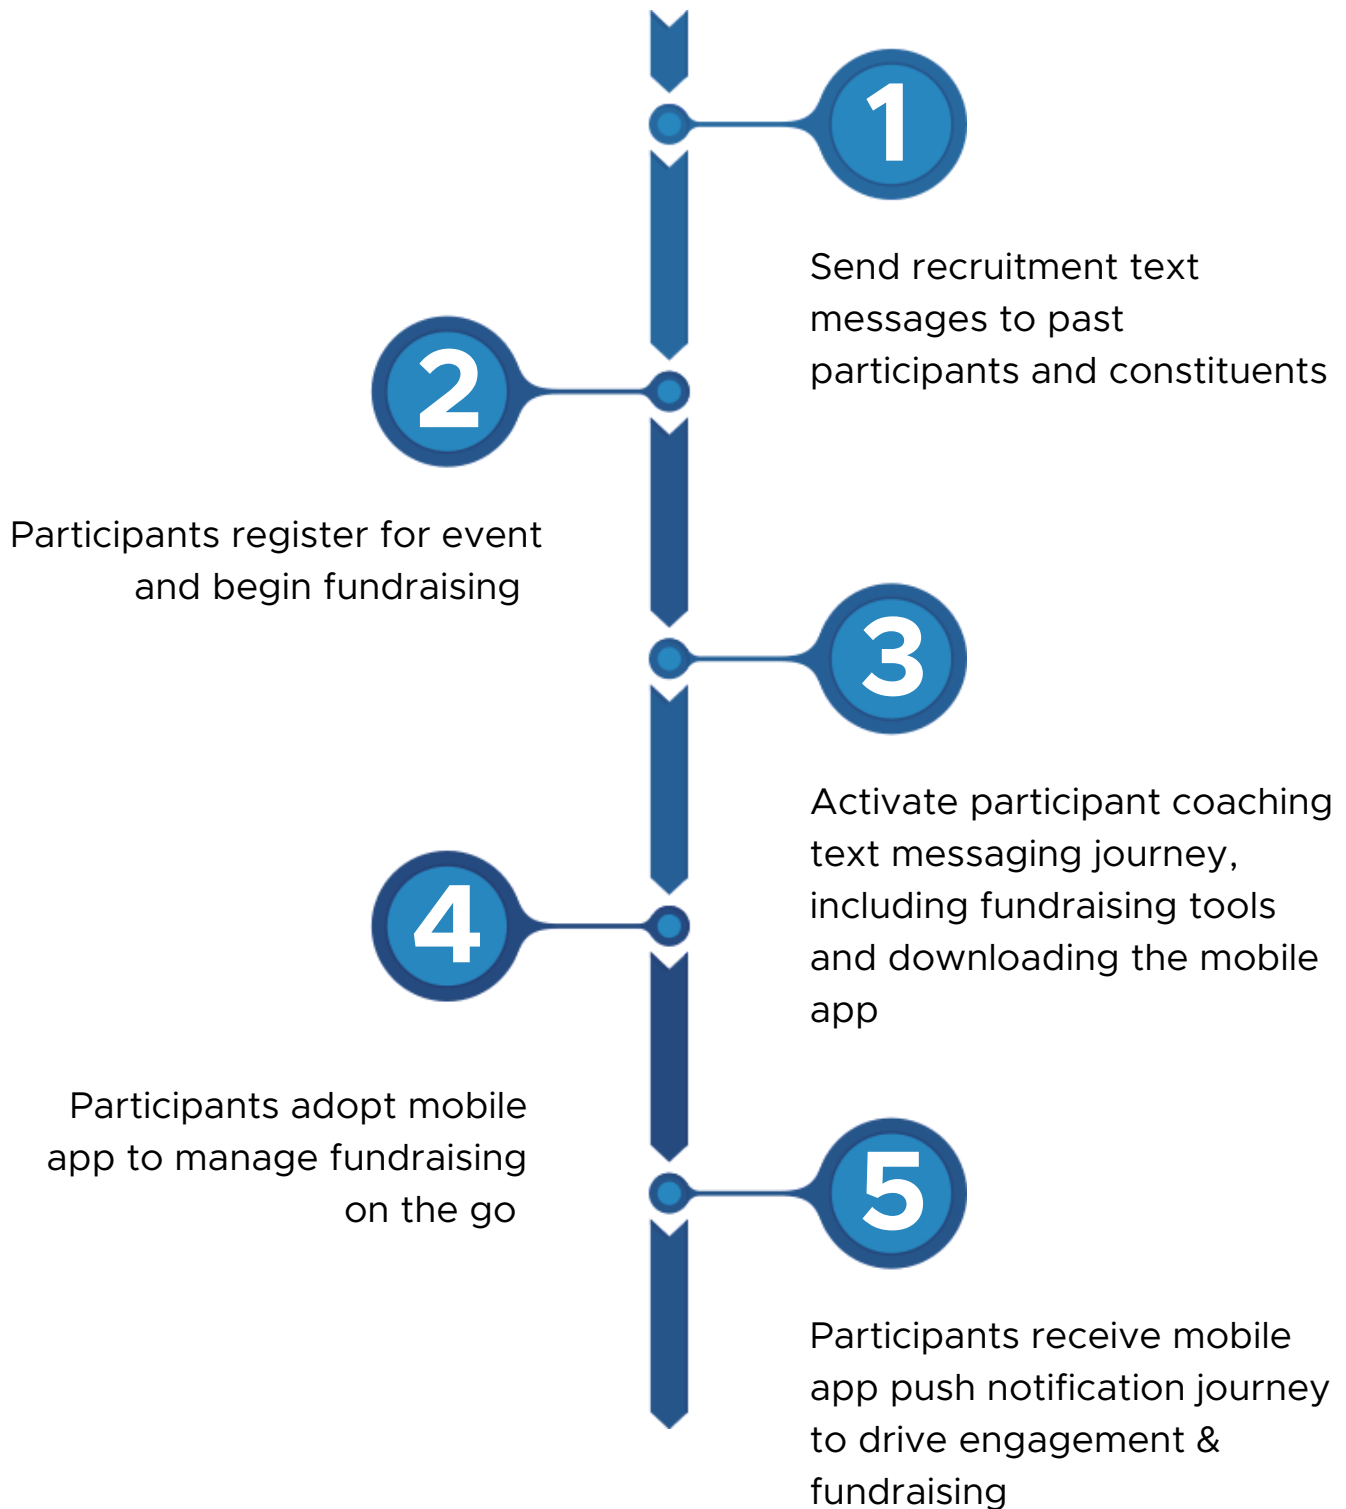 1
Send recruitment text
messages to past
participants and constituents
2
Participants register for event
and begin fundraising
3
Activate participant coaching
text messaging journey,
including fundraising tools
and downloading the mobile
app
4
Participants adopt mobile
app to manage fundraising
on the go
5
Participants receive mobile
app push notification journey
to drive engagement &
fundraising